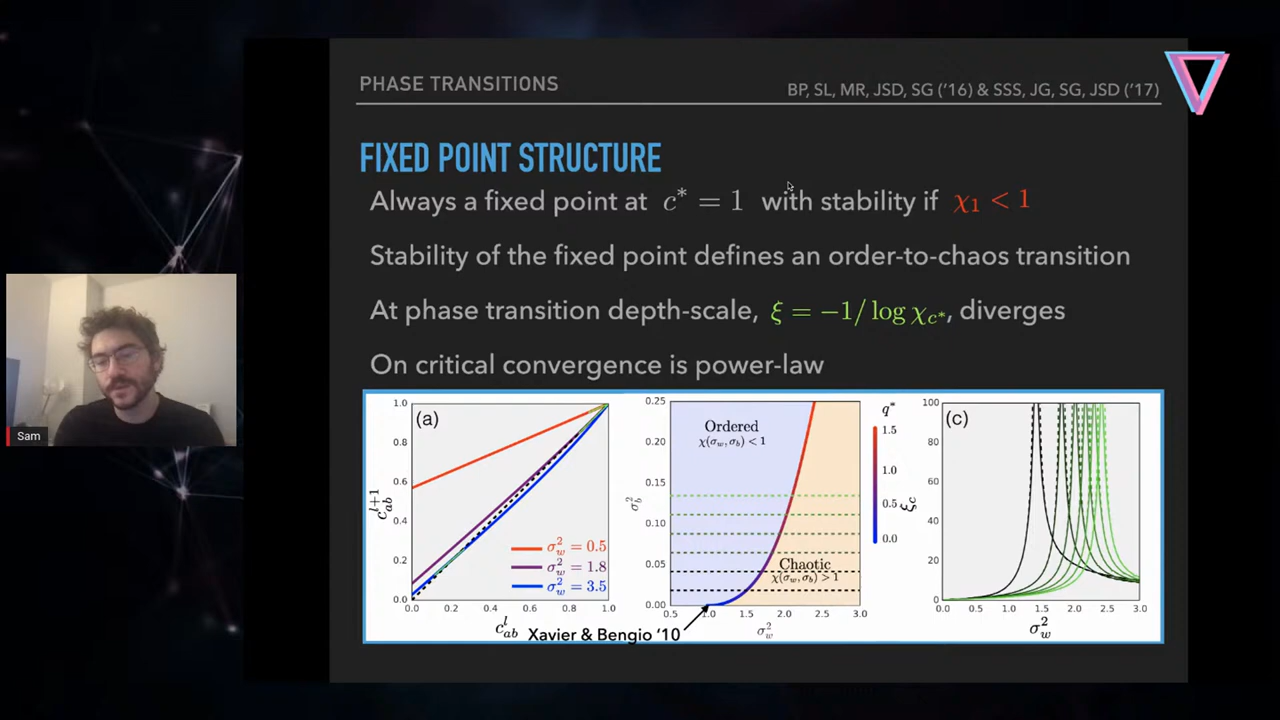 PHASE TRANSITIONS
BP, SL, MR, JSD, SG ('16) & SSS, JG, SG, JSD ('17)
FIXED POINT STRUCTURE
Always a fixed point at c* = 1 with stability if χ₁ < 1
Stability of the fixed point defines an order-to-chaos transition
At phase transition depth-scale, ξ = −1/ log χ_c*, diverges
On critical convergence is power-law
Sam
(a)
1.0
0.8
0.6
0.4
0.2
0.0
c_ab^{l+1}
σ_w² = 0.5
σ_w² = 1.8
σ_w² = 3.5
0.0 0.2 0.4 0.6 0.8 1.0
c_ab^l
0.25
0.20
0.15
0.10
0.05
0.00
σ_b²
Ordered
χ(σ_w, σ_b) < 1
Chaotic
χ(σ_w, σ_b) > 1
0.5 1.0 1.5 2.0 2.5 3.0
σ_w²
Xavier & Bengio '10
q*
1.5
1.0
0.5
0.0
(c)
100
80
60
40
20
0
ξ_c
0.0 0.5 1.0 1.5 2.0 2.5 3.0
σ_w²